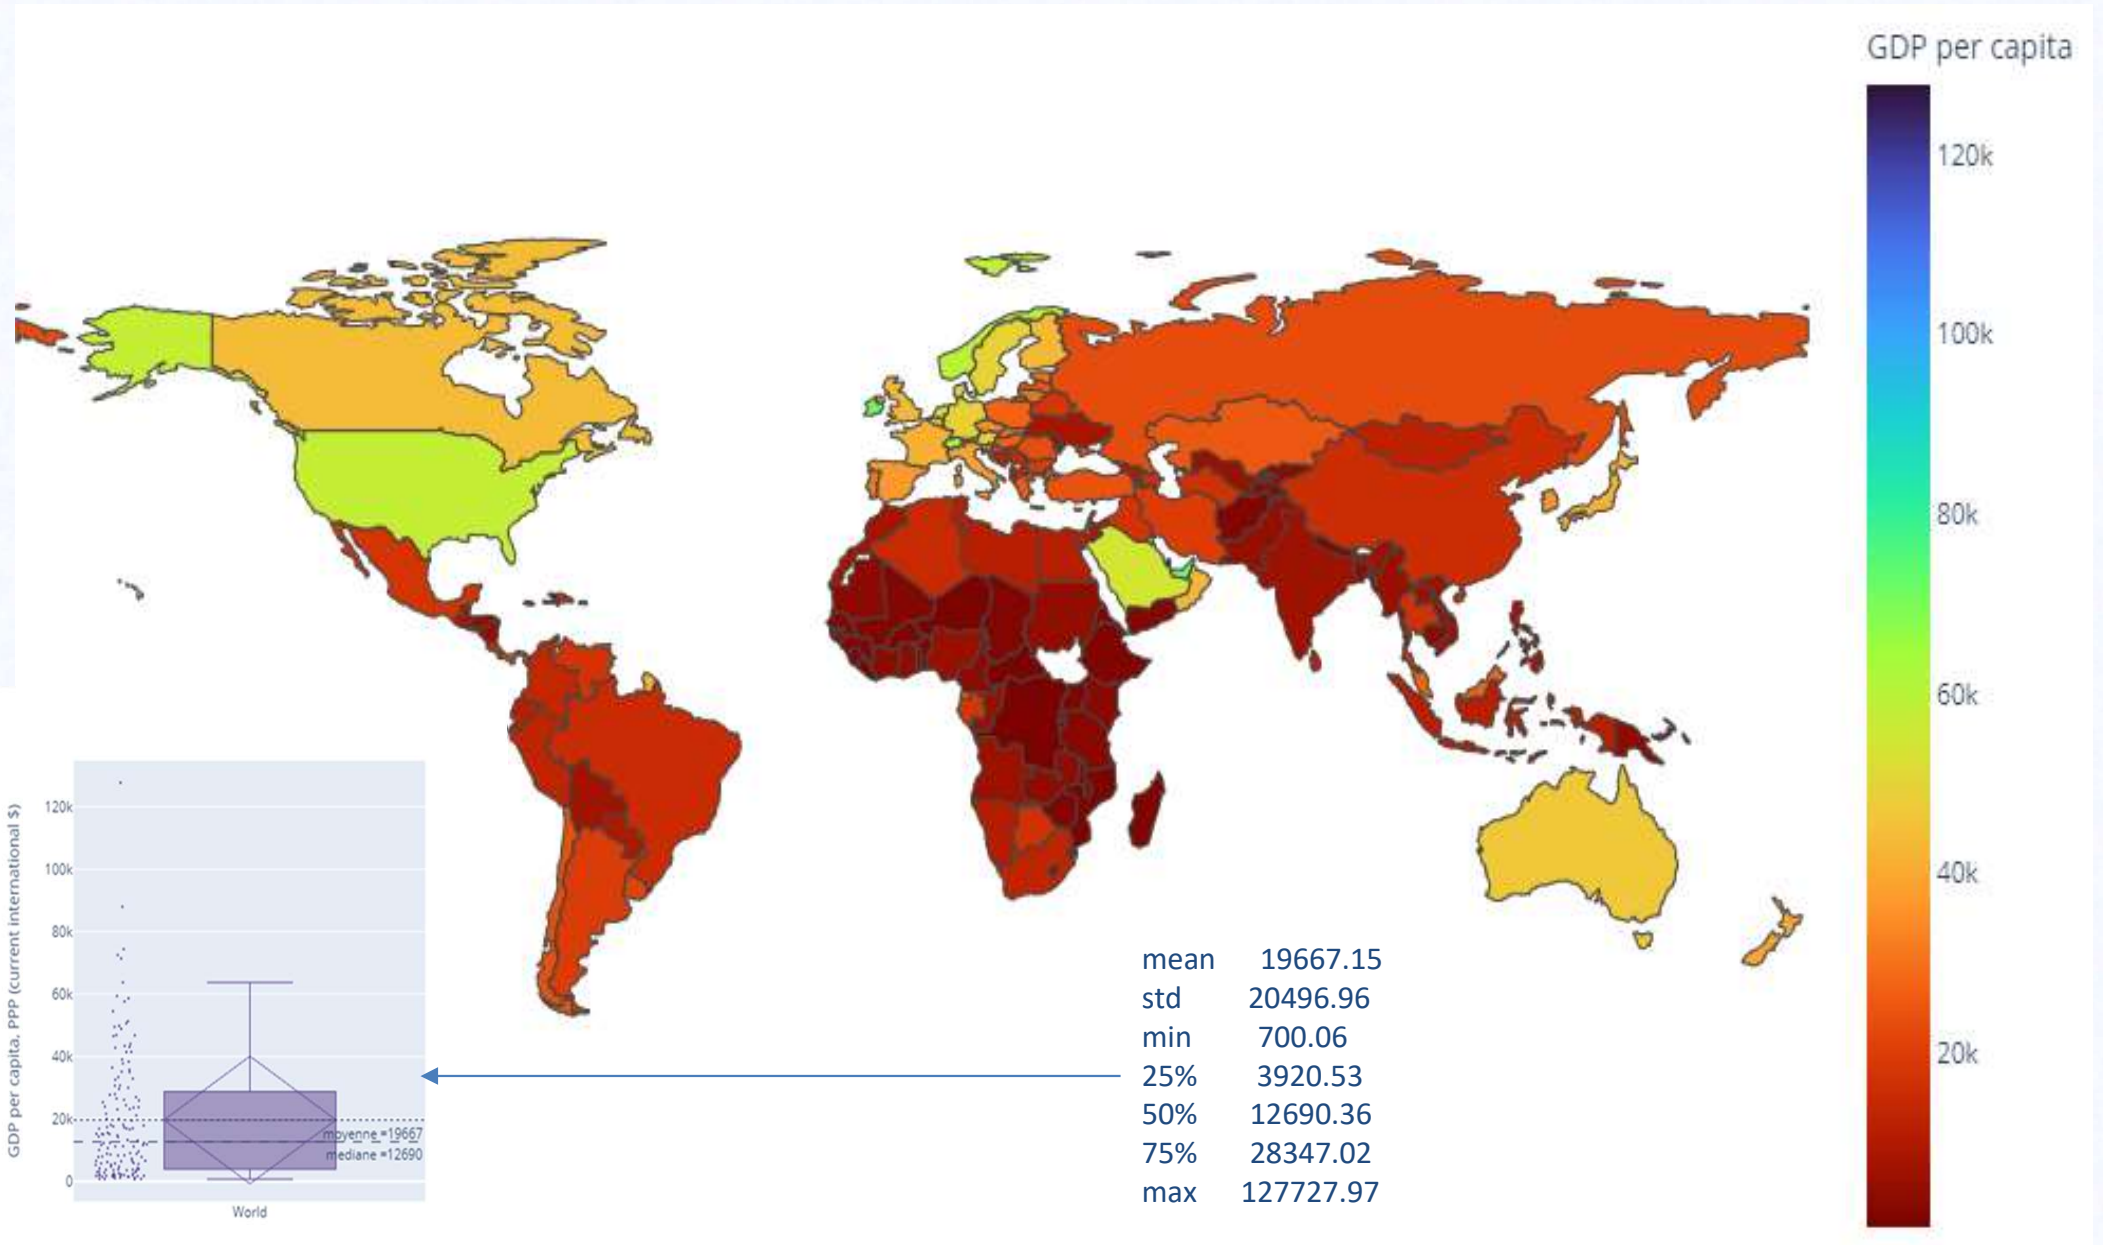 GDP per capita
120k
100k
80k
60k
40k
20k
GDP per capita, PPP (current international $)
120k
100k
80k
60k
40k
20k
0
moyenne =19667
mediane =12690
World
mean 19667.15
std 20496.96
min 700.06
25% 3920.53
50% 12690.36
75% 28347.02
max 127727.97